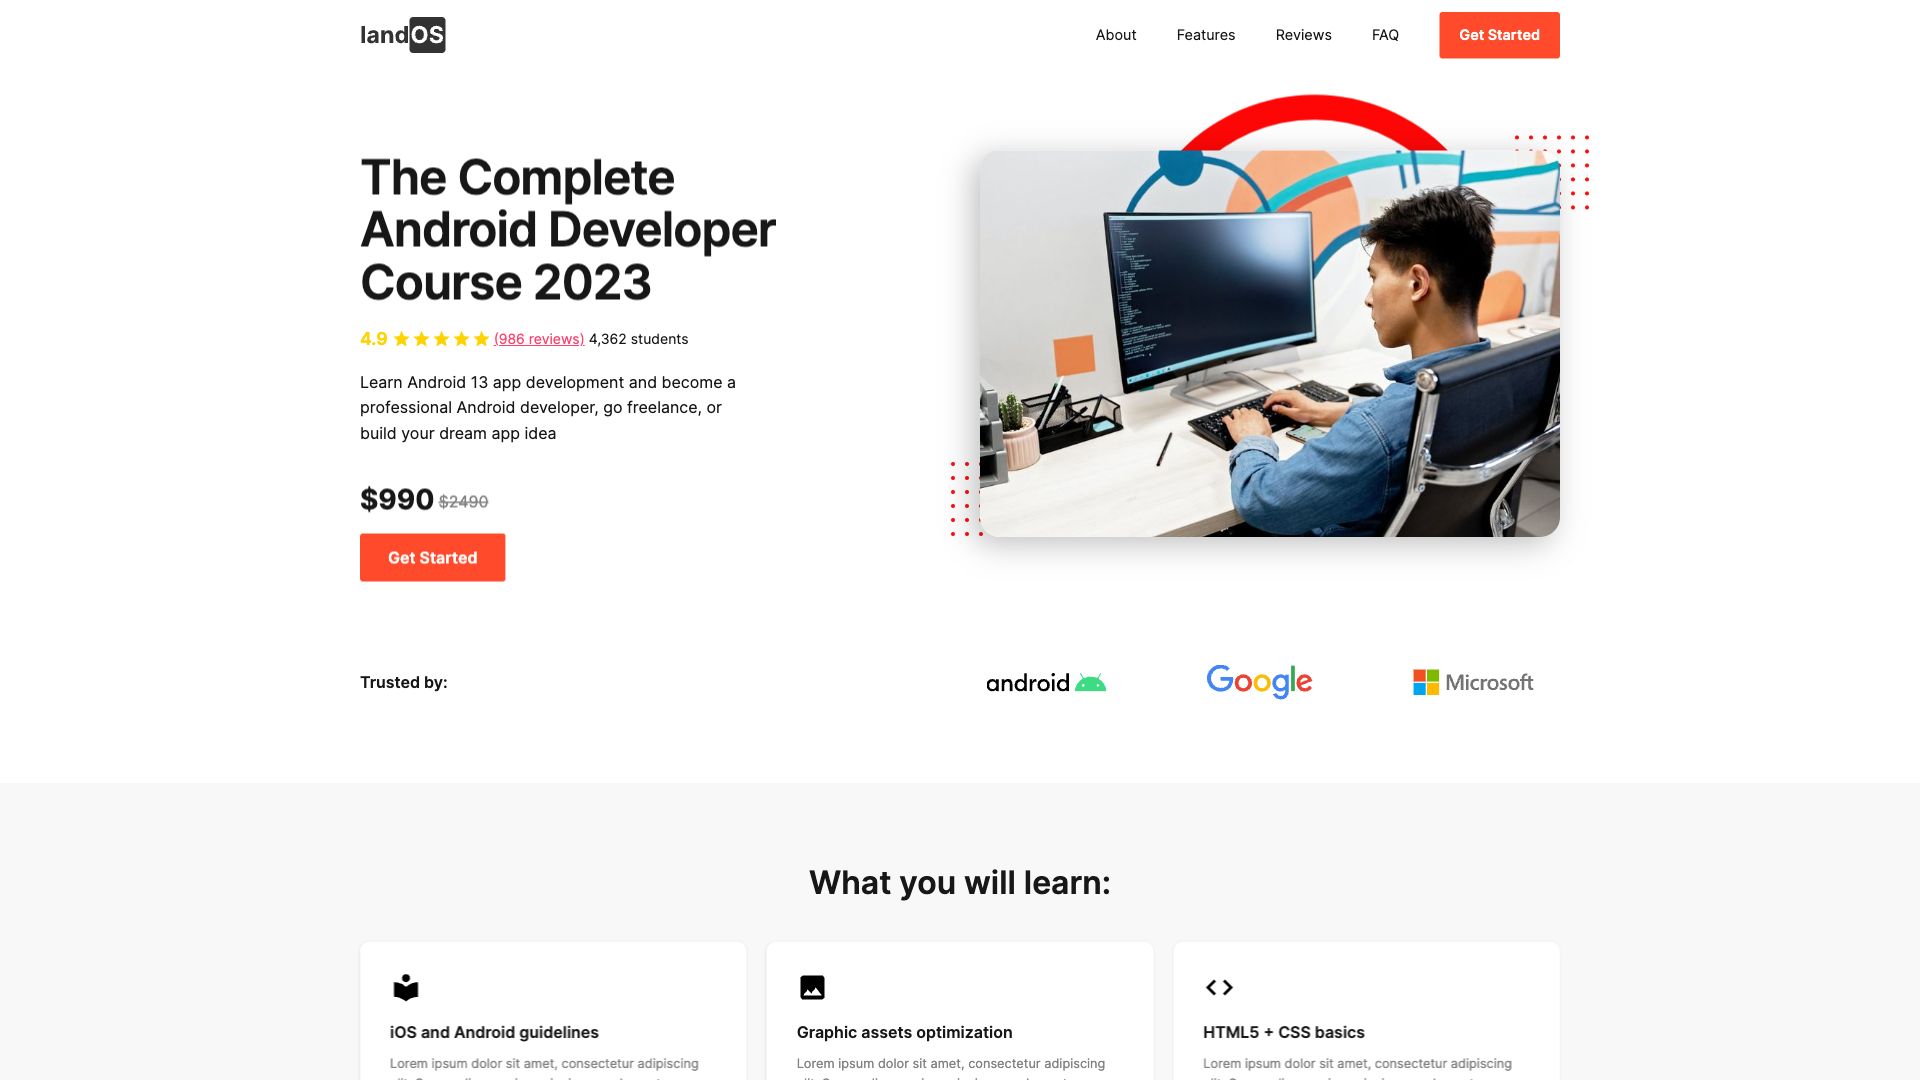 landOS
About
Features
Reviews
FAQ
Get Started
The Complete
Android Developer
Course 2023
4.9 ★★★★★ (986 reviews) 4,362 students
Learn Android 13 app development and become a
professional Android developer, go freelance, or
build your dream app idea
$990 $2490
Get Started
Trusted by:
android
Google
Microsoft
What you will learn:
iOS and Android guidelines
Lorem ipsum dolor sit amet, consectetur adipiscing
Graphic assets optimization
Lorem ipsum dolor sit amet, consectetur adipiscing
HTML5 + CSS basics
Lorem ipsum dolor sit amet, consectetur adipiscing